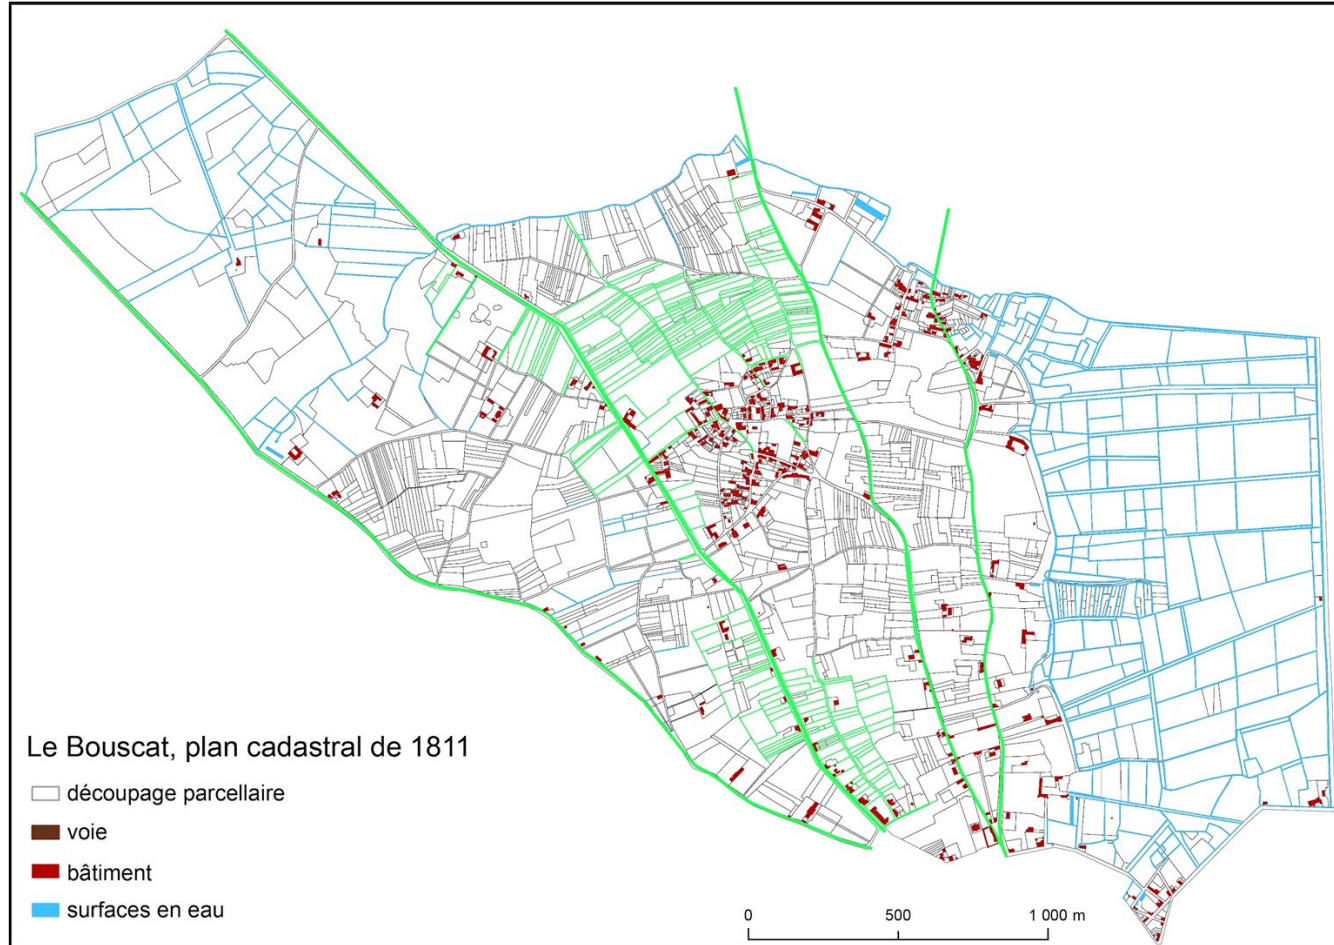 Le Bouscat, plan cadastral de 1811
découpage parcellaire
voie
bâtiment
surfaces en eau
0 500 1 000 m